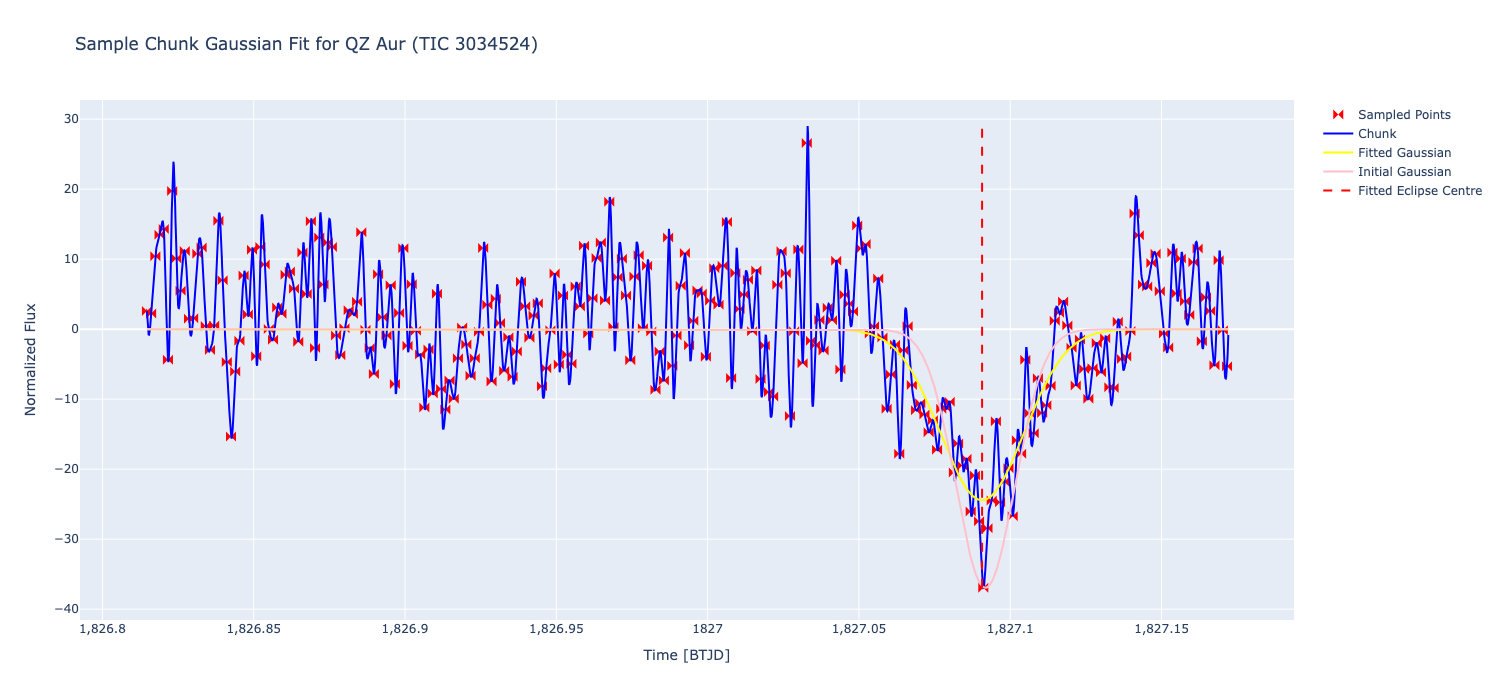 Sample Chunk Gaussian Fit for QZ Aur (TIC 3034524)
Sampled Points
Chunk
Fitted Gaussian
Initial Gaussian
Fitted Eclipse Centre
Normalized Flux
30
20
10
0
−10
−20
−30
−40
1,826.8 1,826.85 1,826.9 1,826.95 1827 1,827.05 1,827.1 1,827.15
Time [BTJD]